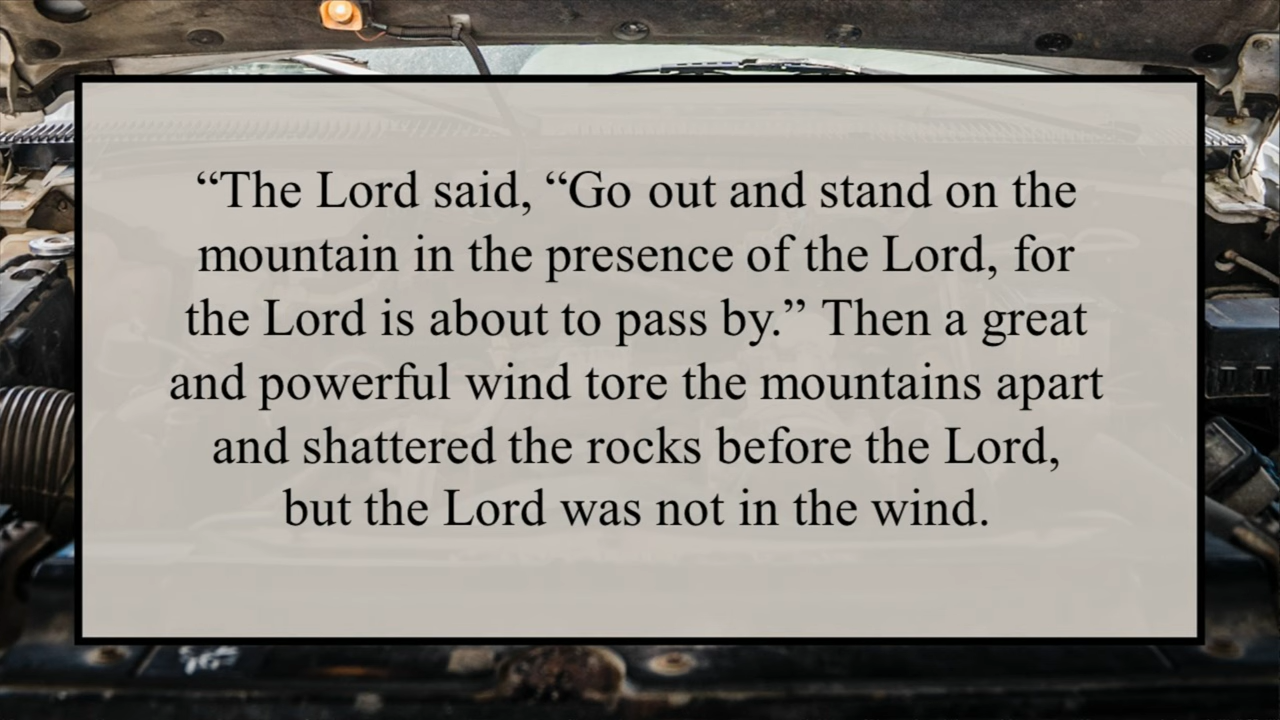 “The Lord said, “Go out and stand on the
mountain in the presence of the Lord, for
the Lord is about to pass by.” Then a great
and powerful wind tore the mountains apart
and shattered the rocks before the Lord,
but the Lord was not in the wind.